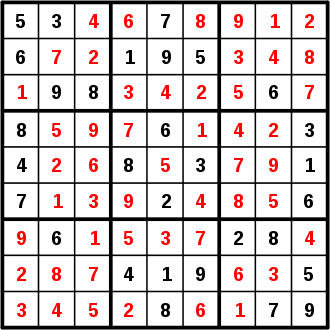 5 3 4 6 7 8 9 1 2
6 7 2 1 9 5 3 4 8
1 9 8 3 4 2 5 6 7
8 5 9 7 6 1 4 2 3
4 2 6 8 5 3 7 9 1
7 1 3 9 2 4 8 5 6
9 6 1 5 3 7 2 8 4
2 8 7 4 1 9 6 3 5
3 4 5 2 8 6 1 7 9